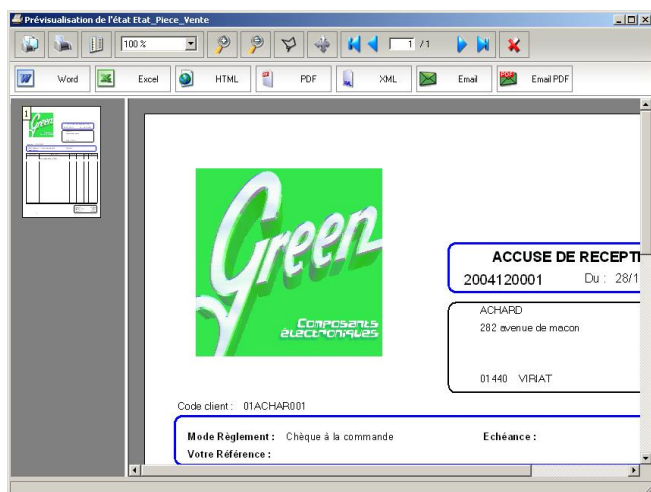 Prévisualisation de l'état Etat_Piece_Vente
100 % 1 /1
Word Excel HTML PDF XML Email Email PDF
1
Green
Composants
électroniques
ACCUSE DE RECEPTI
2004120001 Du : 28/1
ACHARD
282 avenue de macon
01440 VIRIAT
Code client : 01ACHAR001
Mode Règlement : Chèque à la commande Echéance :
Votre Référence :